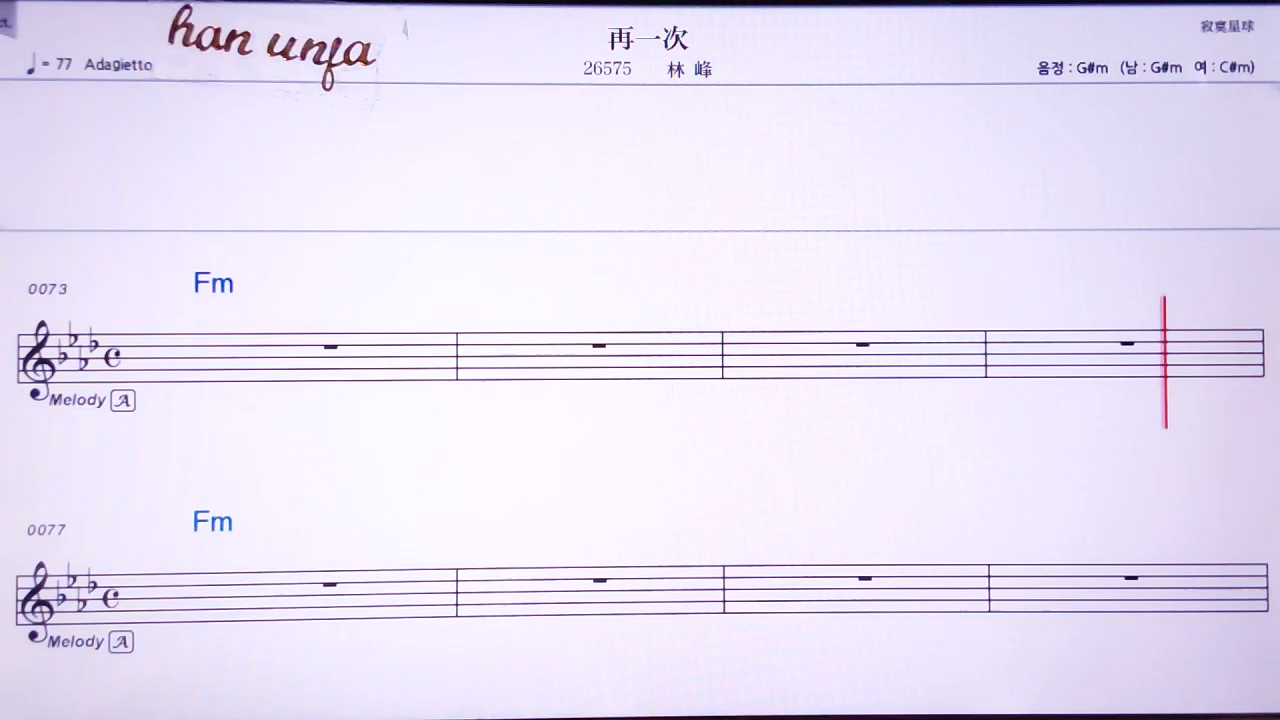 han unfa
再一次
寂寞星球
♩= 77 Adagietto
26575 林 峰
음정 : G#m (남 : G#m 여 : C#m)
0073 Fm
Melody A
0077 Fm
Melody A